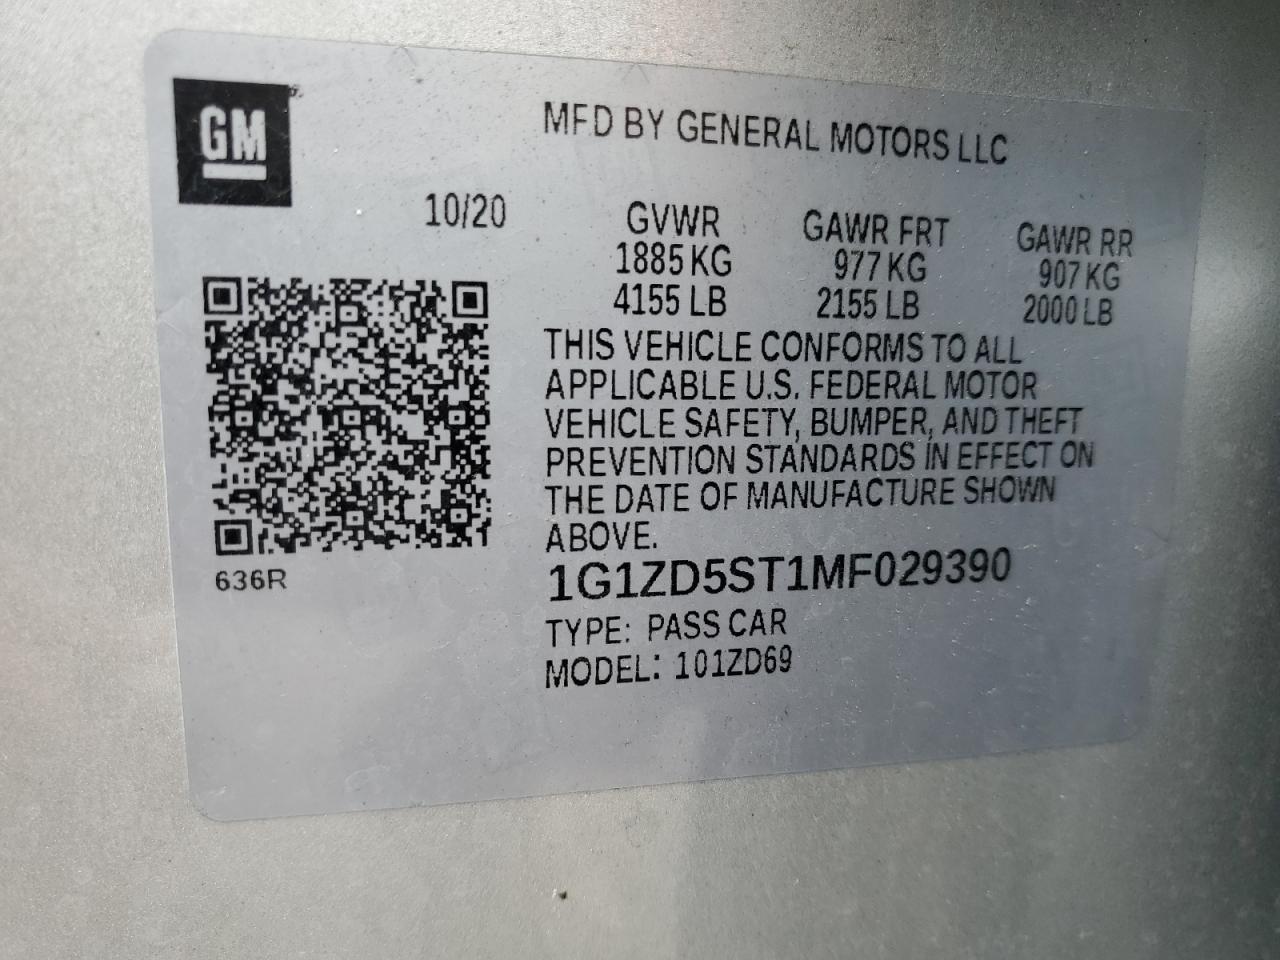 GM
MFD BY GENERAL MOTORS LLC
10/20
GVWR GAWR FRT GAWR RR
1885 KG 977 KG 907 KG
4155 LB 2155 LB 2000 LB
THIS VEHICLE CONFORMS TO ALL
APPLICABLE U.S. FEDERAL MOTOR
VEHICLE SAFETY, BUMPER, AND THEFT
PREVENTION STANDARDS IN EFFECT ON
THE DATE OF MANUFACTURE SHOWN
ABOVE.
636R
1G1ZD5ST1MF029390
TYPE: PASS CAR
MODEL: 101ZD69